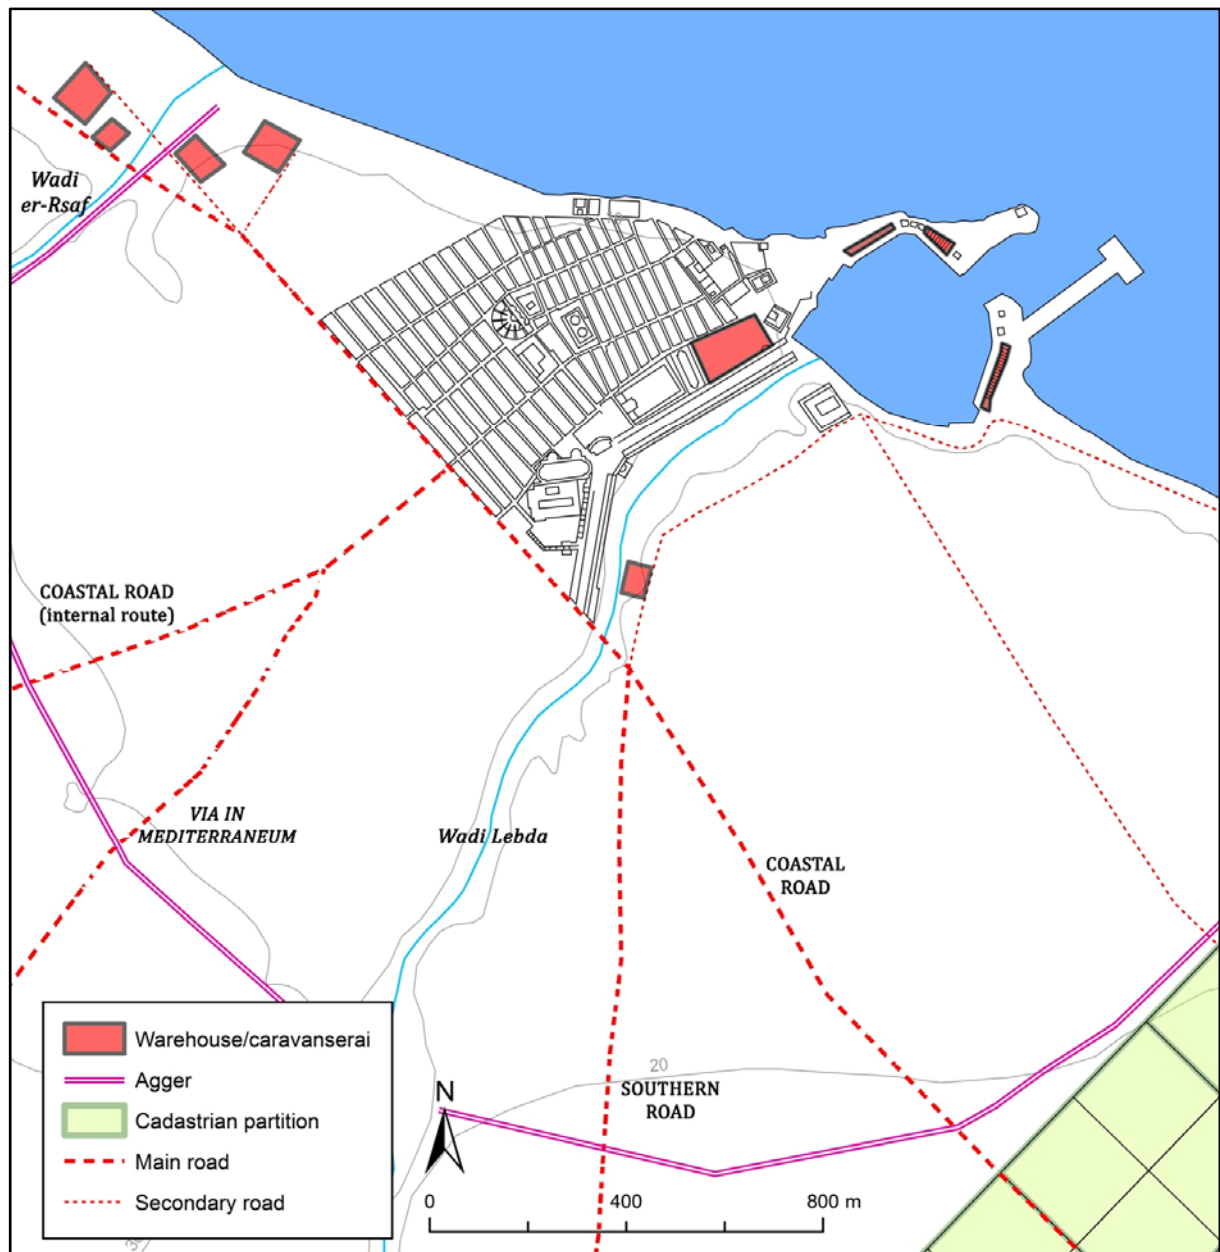 Wadi
er-Rsaf
COASTAL ROAD
(internal route)
VIA IN
MEDITERRANEUM
Wadi Lebda
COASTAL
ROAD
20
SOUTHERN
ROAD
Warehouse/caravanserai
Agger
Cadastrian partition
Main road
Secondary road
N
0 400 800 m